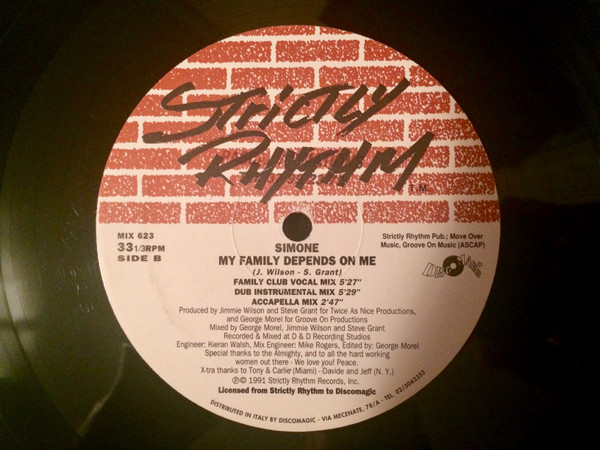 STRICTLY
RHYTHM
T.M.
MIX 623
33 1/3RPM
SIDE B
SIMONE
MY FAMILY DEPENDS ON ME
(J. Wilson - S. Grant)
FAMILY CLUB VOCAL MIX 5'27"
DUB INSTRUMENTAL MIX 5'29"
ACCAPELLA MIX 2'47"
Strictly Rhythm Pub.; Move Over
Music, Groove On Music (ASCAP)
Produced by Jimmie Wilson and Steve Grant for Twice As Nice Productions,
and George Morel for Groove On Productions
Mixed by George Morel, Jimmie Wilson and Steve Grant
Recorded & Mixed at D & D Recording Studios
Engineer: Kieran Walsh, Mix Engineer: Mike Rogers, Edited by: George Morel
Special thanks to the Almighty, and to all the hard working
women out there - We love you! Peace.
X-tra thanks to Tony & Carlie (Miami) - Davide and Jeff (N. Y.)
℗© 1991 Strictly Rhythm Records, Inc.
Licensed from Strictly Rhythm to Discomagic
DISTRIBUTED IN ITALY BY DISCOMAGIC - VIA MECENATE, 78/A - TEL. 02/5063353